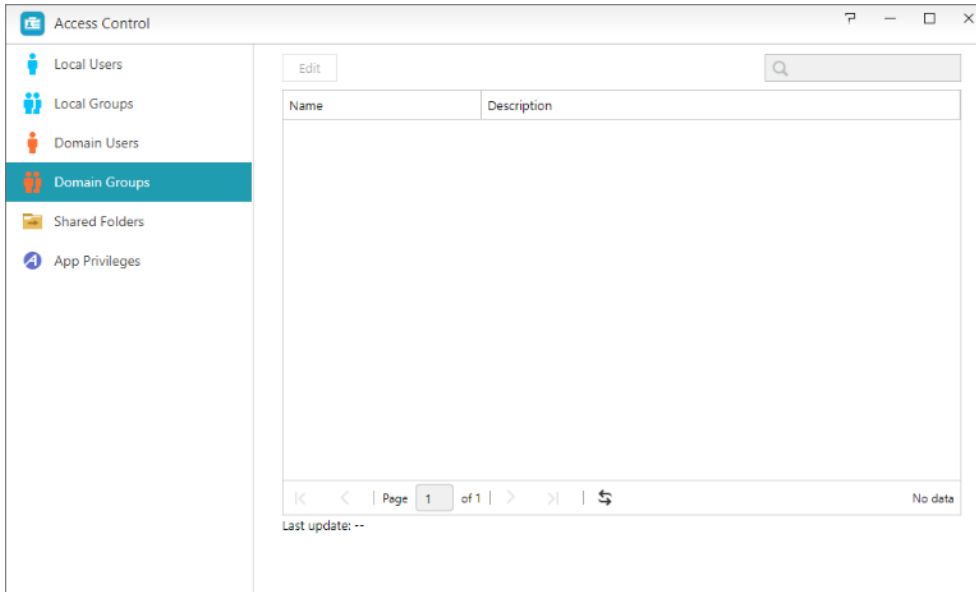 Access Control
Local Users
Local Groups
Domain Users
Domain Groups
Shared Folders
App Privileges
Edit
Name Description
Page 1 of 1 No data
Last update: --